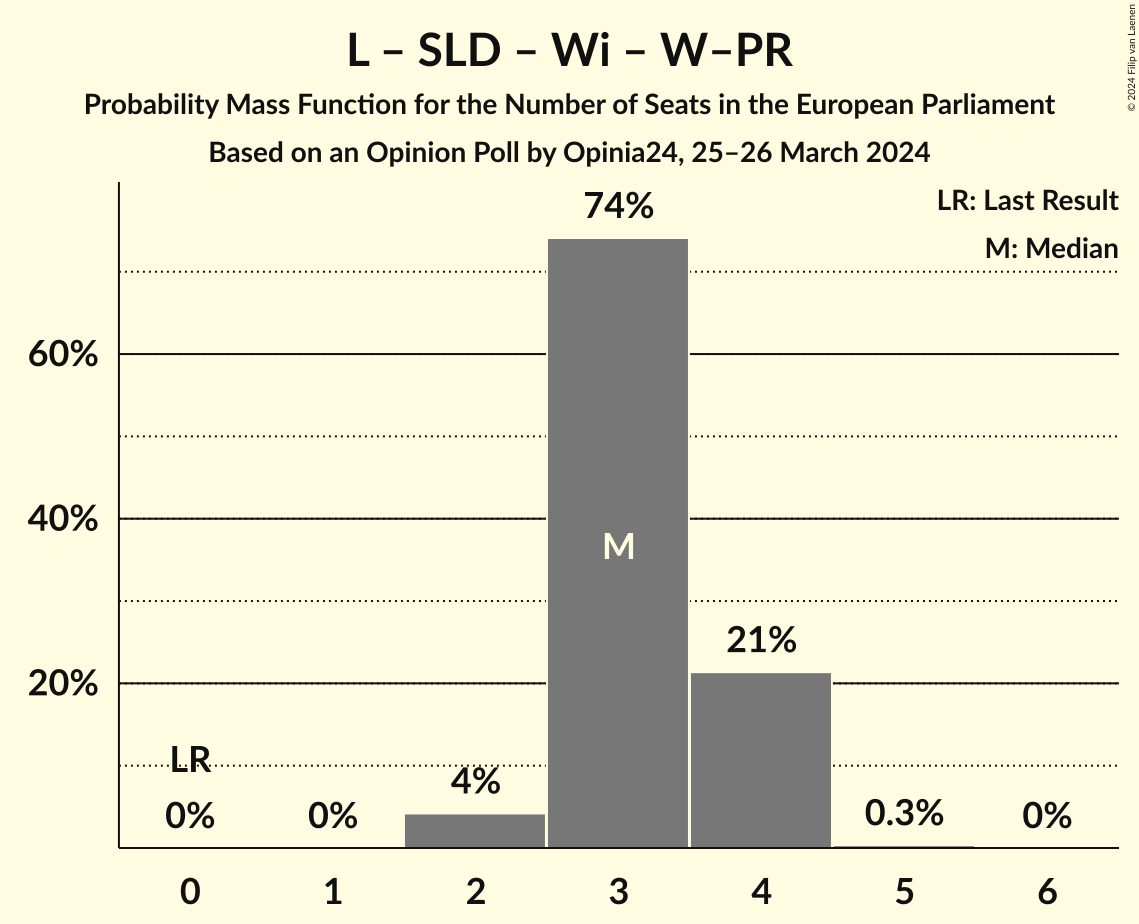 L – SLD – Wi – W–PR
Probability Mass Function for the Number of Seats in the European Parliament
Based on an Opinion Poll by Opinia24, 25–26 March 2024
© 2024 Filip van Laenen
LR: Last Result
M: Median
74%
60%
40%
M
21%
20%
LR
4%
0%
0%
0.3%
0%
0
1
2
3
4
5
6